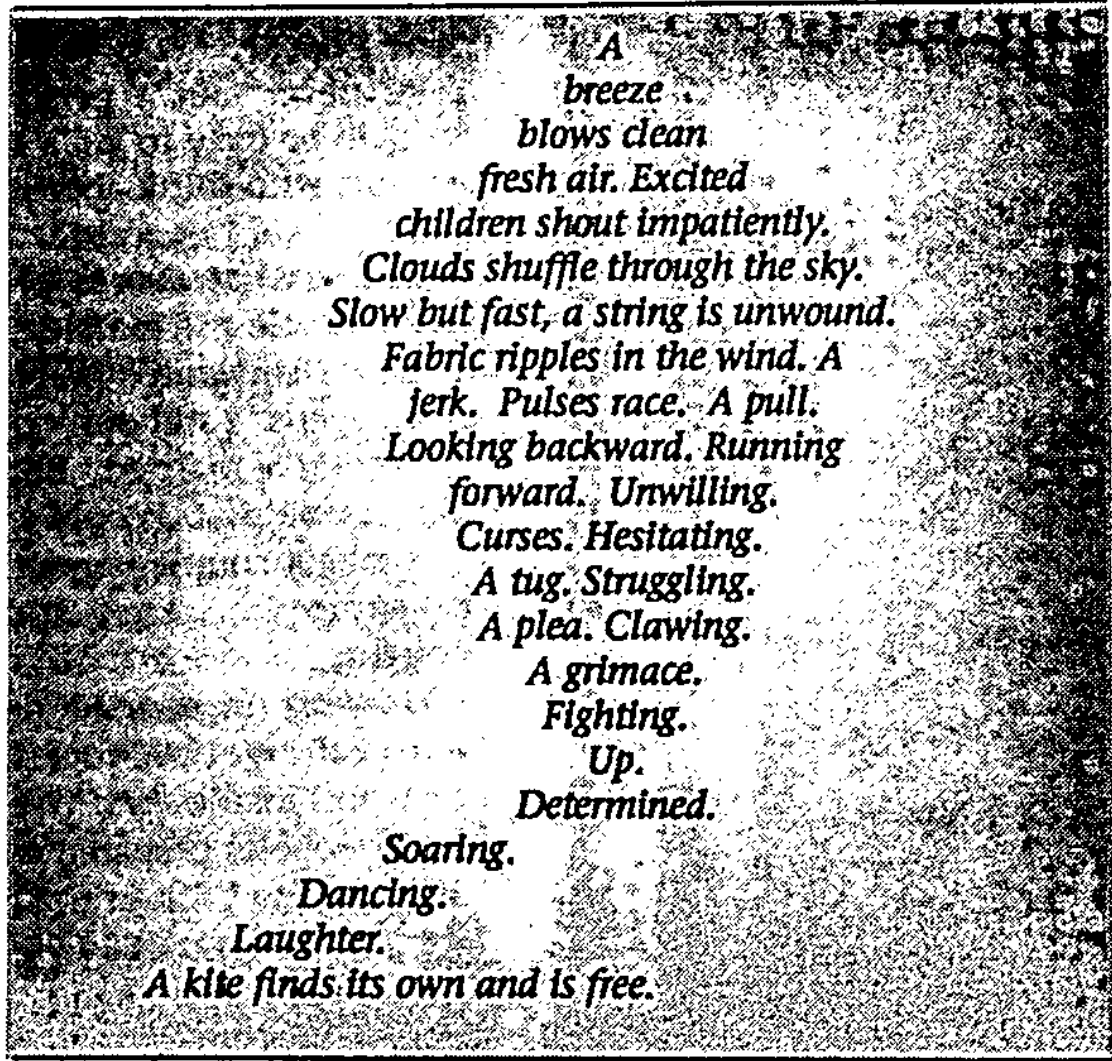 A
breeze
blows clean
fresh air. Excited
children shout impatiently.
Clouds shuffle through the sky.
Slow but fast, a string is unwound.
Fabric ripples in the wind. A
jerk. Pulses race. A pull.
Looking backward. Running
forward. Unwilling.
Curses. Hesitating.
A tug. Struggling.
A plea. Clawing.
A grimace.
Fighting.
Up.
Determined.
Soaring.
Dancing.
Laughter.
A kite finds its own and is free.